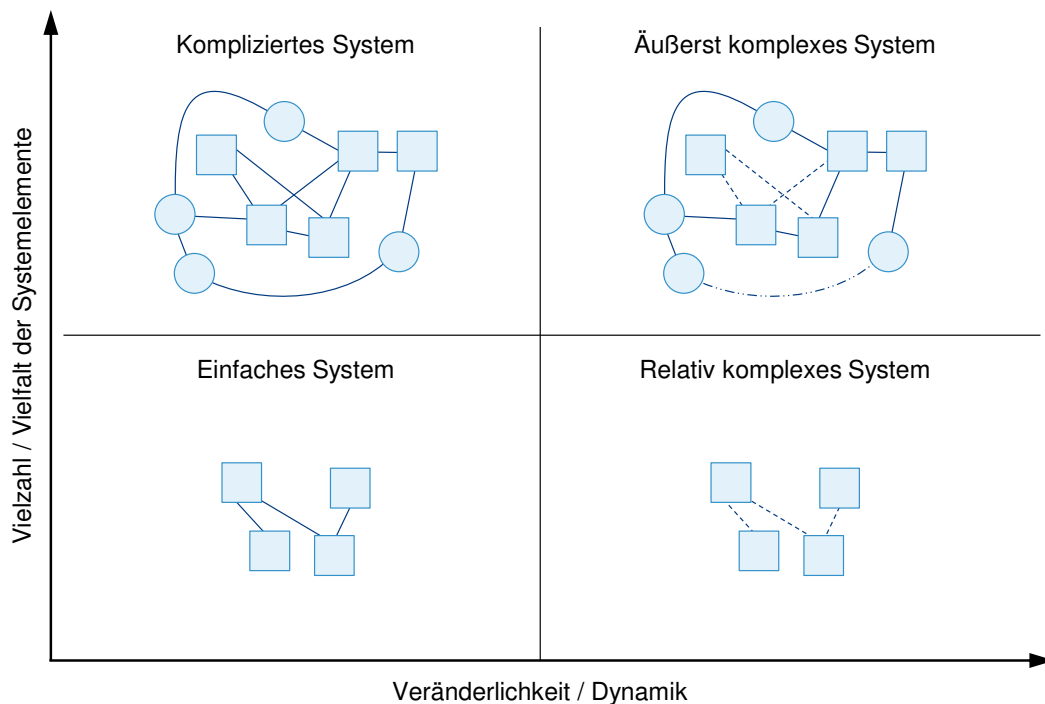 Kompliziertes System
Äußerst komplexes System
Vielzahl / Vielfalt der Systemelemente
Einfaches System
Relativ komplexes System
Veränderlichkeit / Dynamik